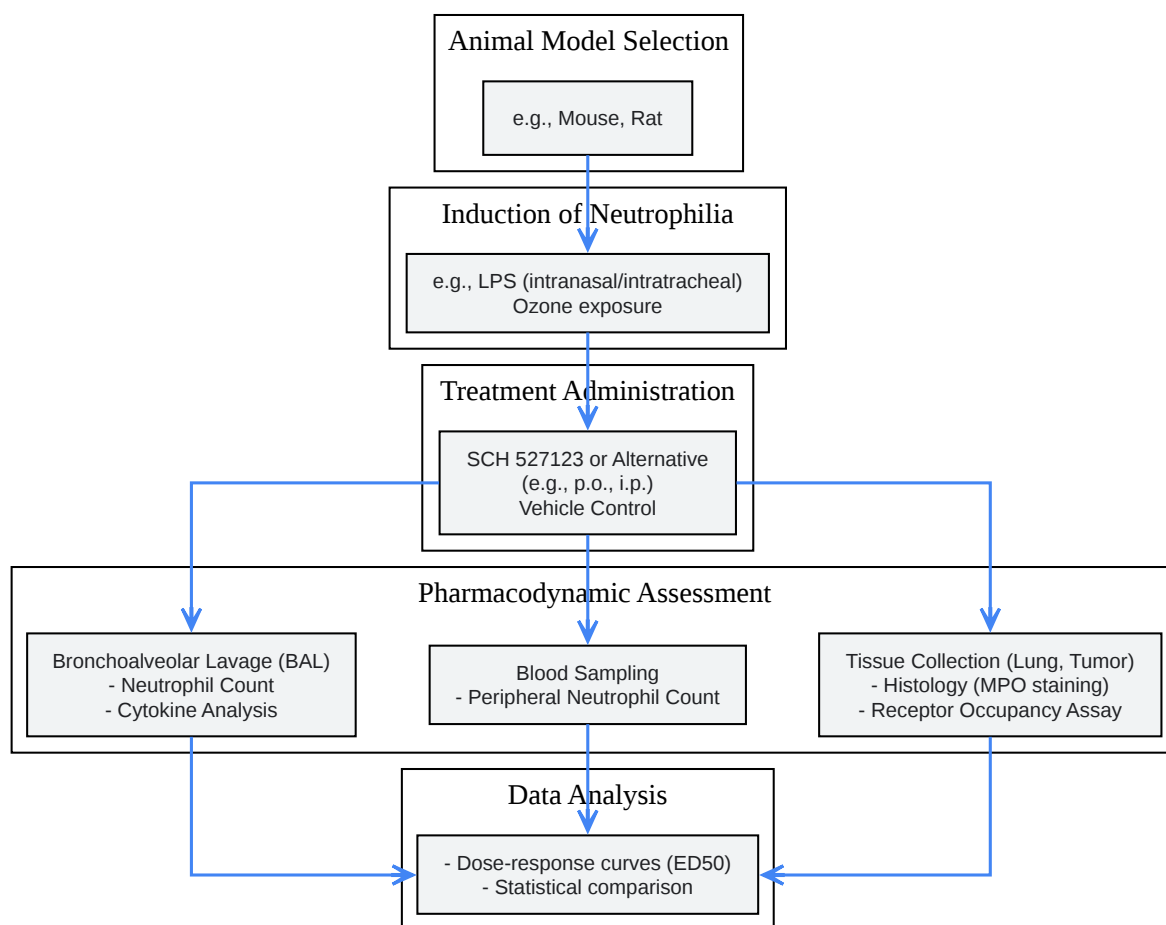 Animal Model Selection
e.g., Mouse, Rat
Induction of Neutrophilia
e.g., LPS (intranasal/intratracheal)
Ozone exposure
Treatment Administration
SCH 527123 or Alternative
(e.g., p.o., i.p.)
Vehicle Control
Pharmacodynamic Assessment
Bronchoalveolar Lavage (BAL)
- Neutrophil Count
- Cytokine Analysis
Blood Sampling
- Peripheral Neutrophil Count
Tissue Collection (Lung, Tumor)
- Histology (MPO staining)
- Receptor Occupancy Assay
Data Analysis
- Dose-response curves (ED50)
- Statistical comparison